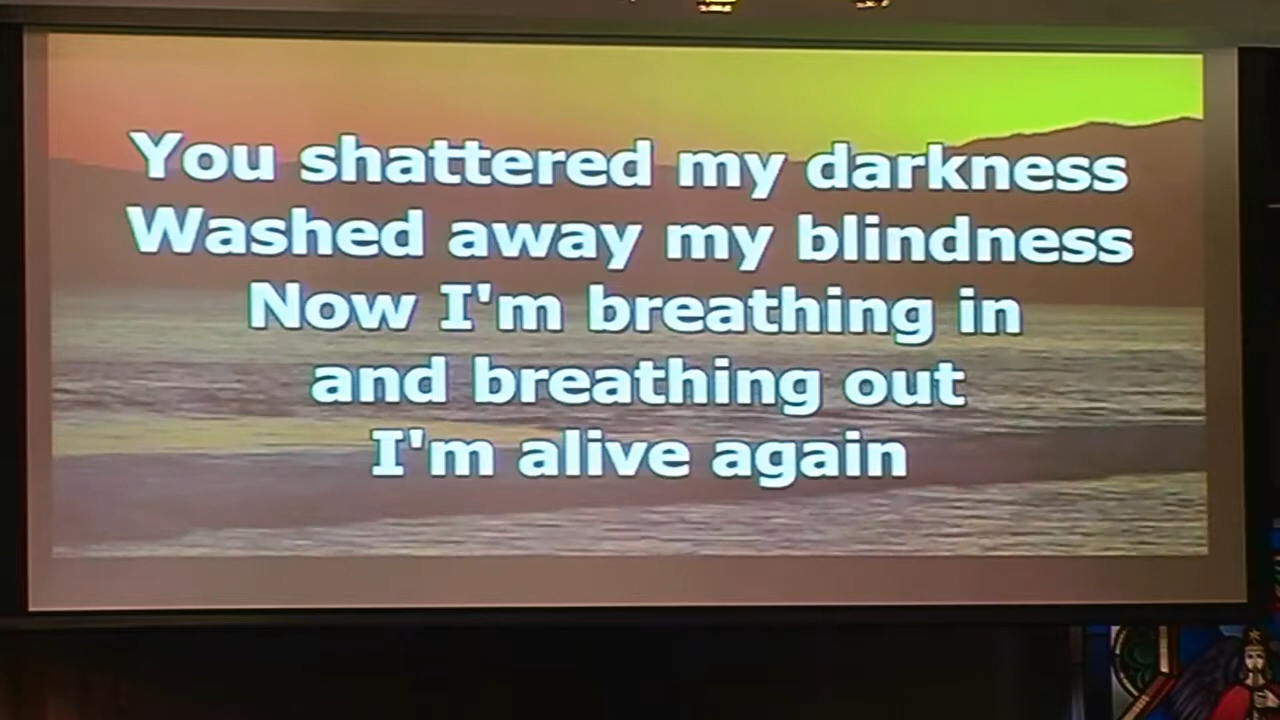 You shattered my darkness
Washed away my blindness
Now I'm breathing in
and breathing out
I'm alive again